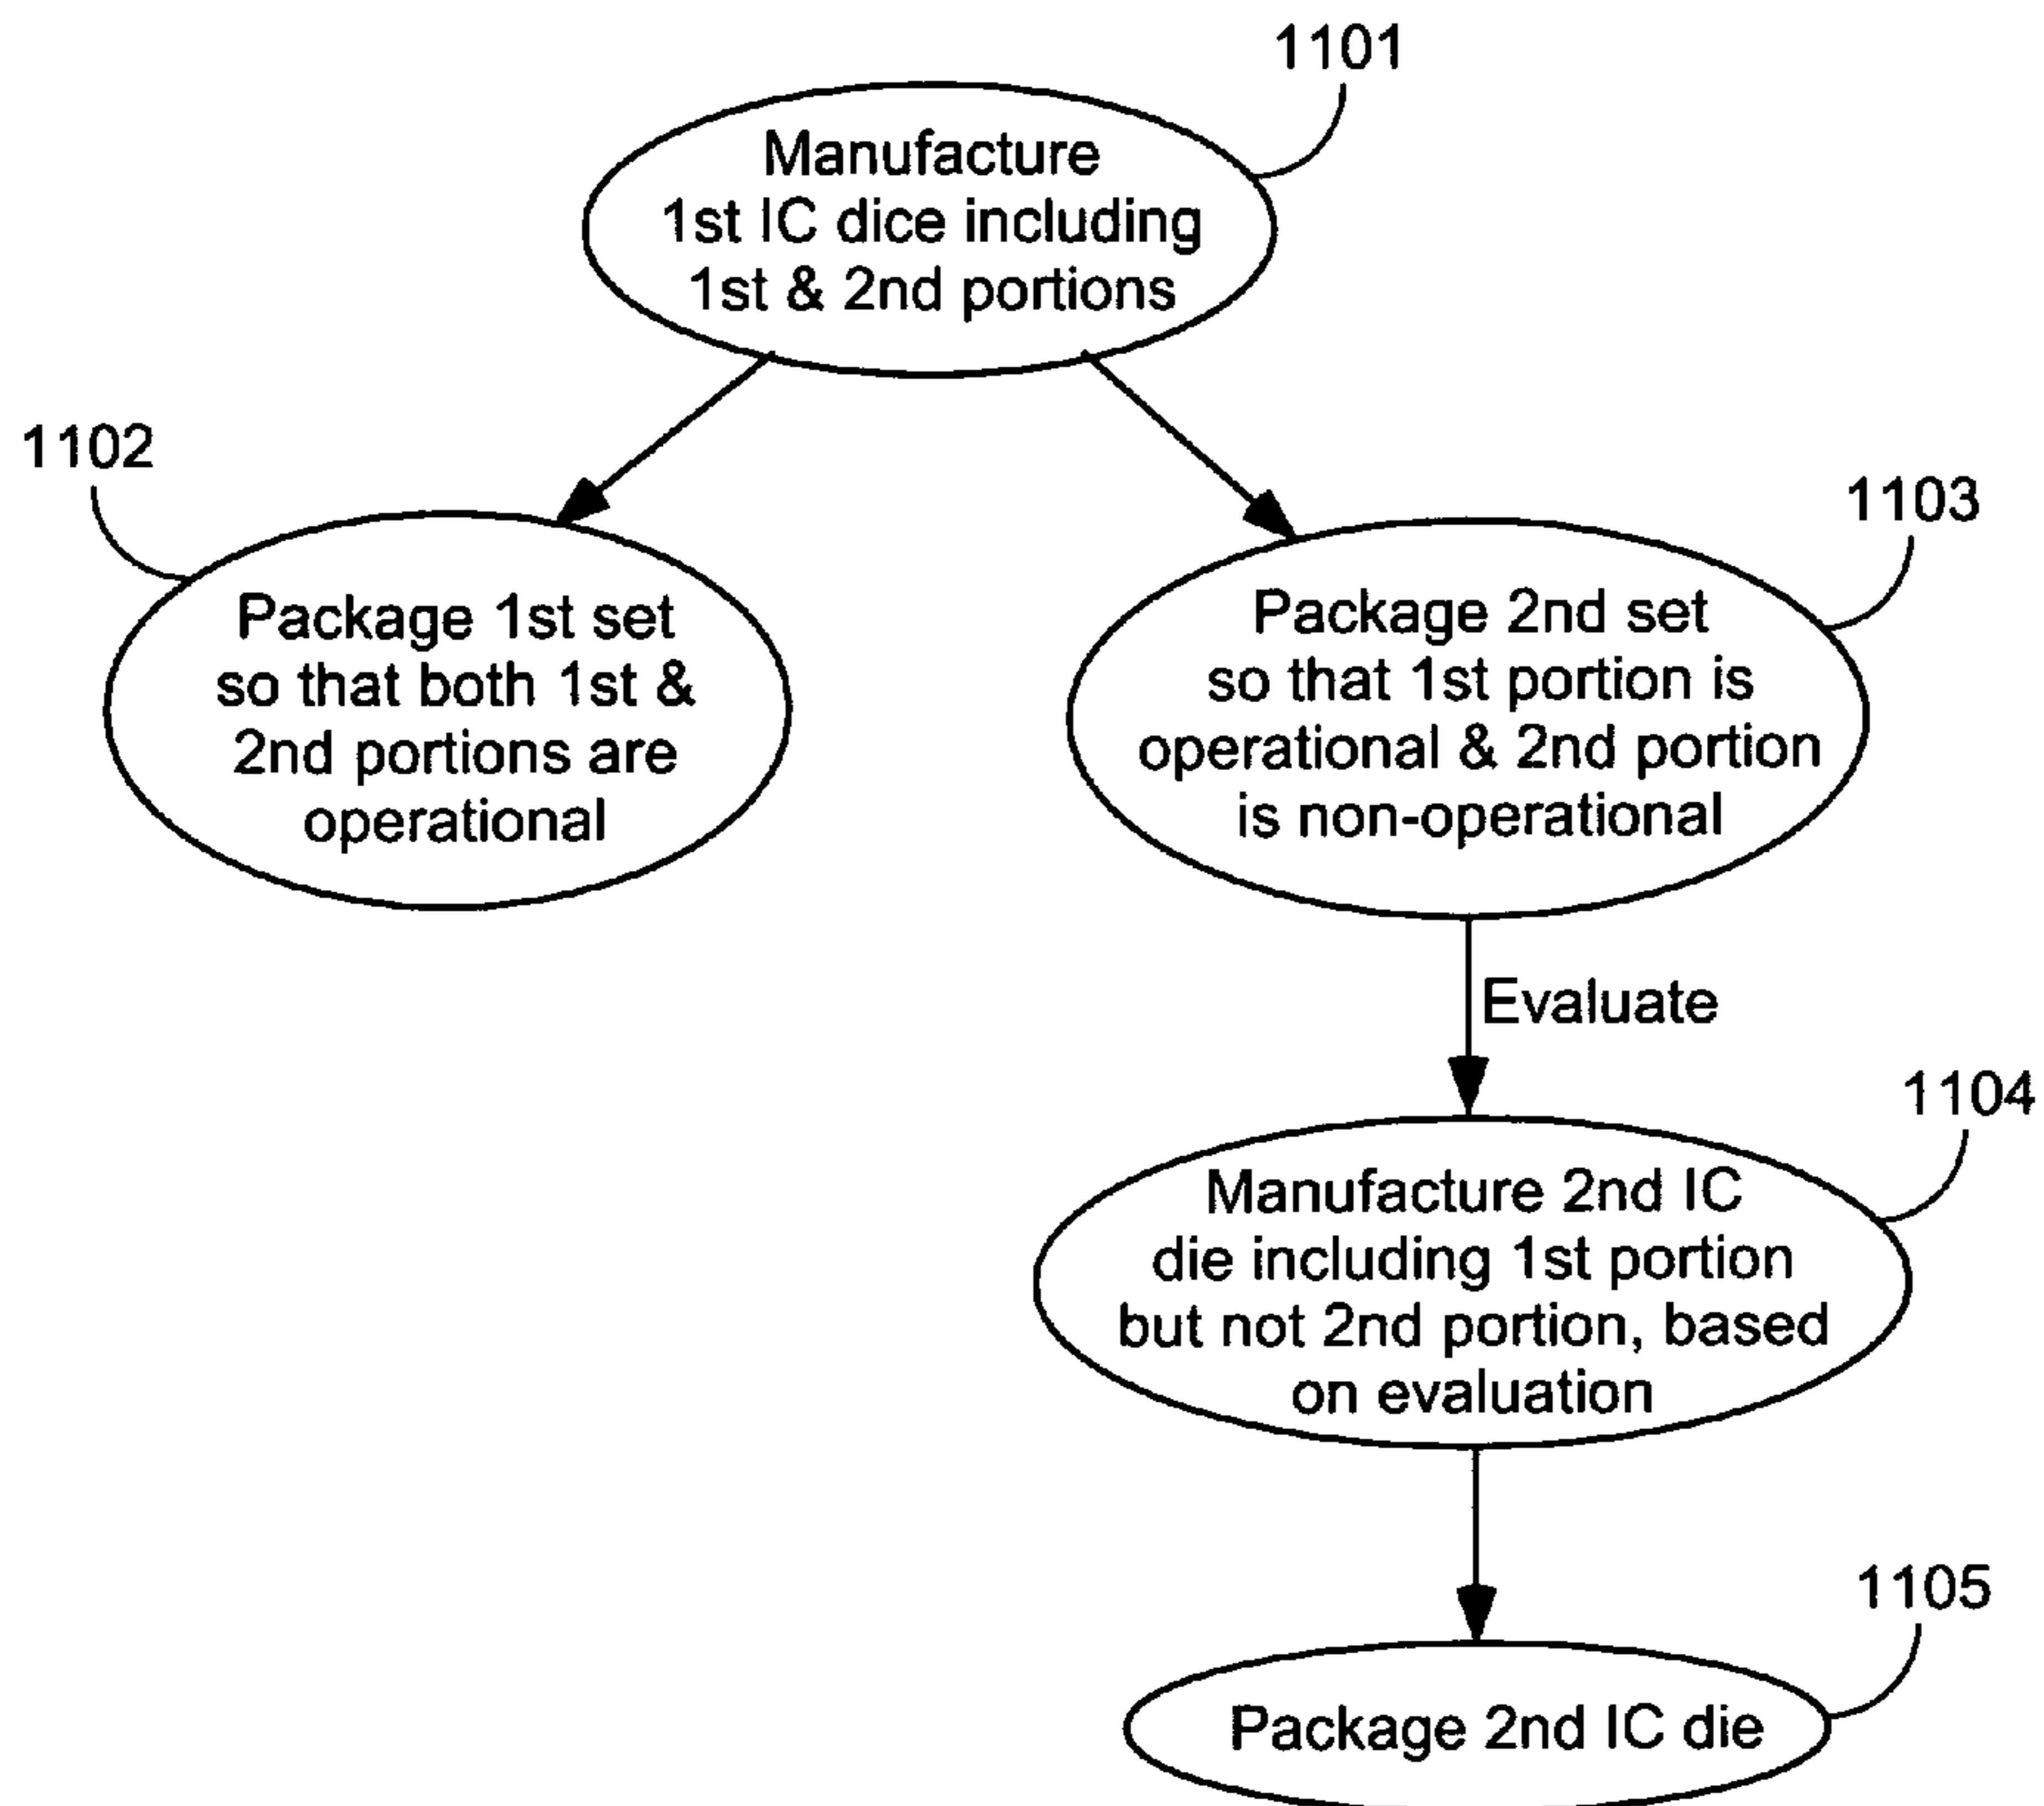 1101
Manufacture
1st IC dice including
1st & 2nd portions
1102
Package 1st set
so that both 1st &
2nd portions are
operational
1103
Package 2nd set
so that 1st portion is
operational & 2nd portion
is non-operational
Evaluate
1104
Manufacture 2nd IC
die including 1st portion
but not 2nd portion, based
on evaluation
1105
Package 2nd IC die